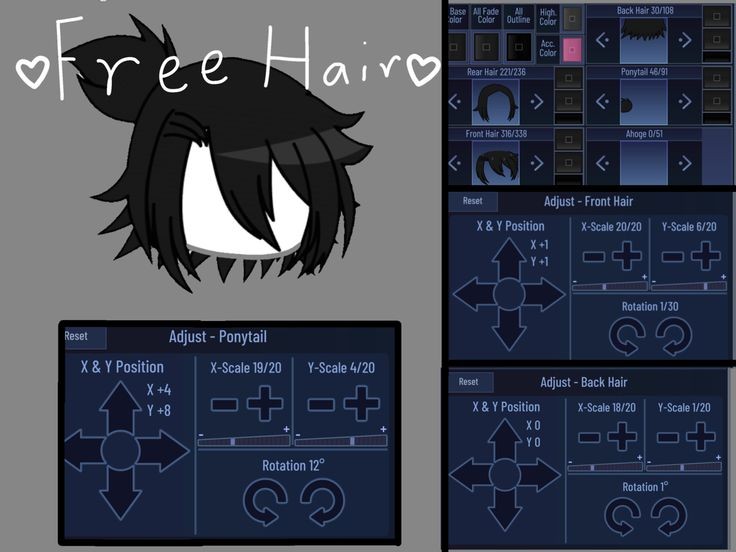 ♡Free Hair♡
Base Color
All Fade Color
All Outline
High. Color
Acc. Color
Back Hair 30/108
Rear Hair 221/236
Ponytail 46/91
Front Hair 316/338
Ahoge 0/51
Reset
Adjust - Front Hair
X & Y Position
X +1
Y +1
X-Scale 20/20
Y-Scale 6/20
- +
- +
Rotation 1/30
Reset
Adjust - Ponytail
X & Y Position
X +4
Y +8
X-Scale 19/20
Y-Scale 4/20
- +
- +
Rotation 12°
Reset
Adjust - Back Hair
X & Y Position
X 0
Y 0
X-Scale 18/20
Y-Scale 1/20
- +
- +
Rotation 1°